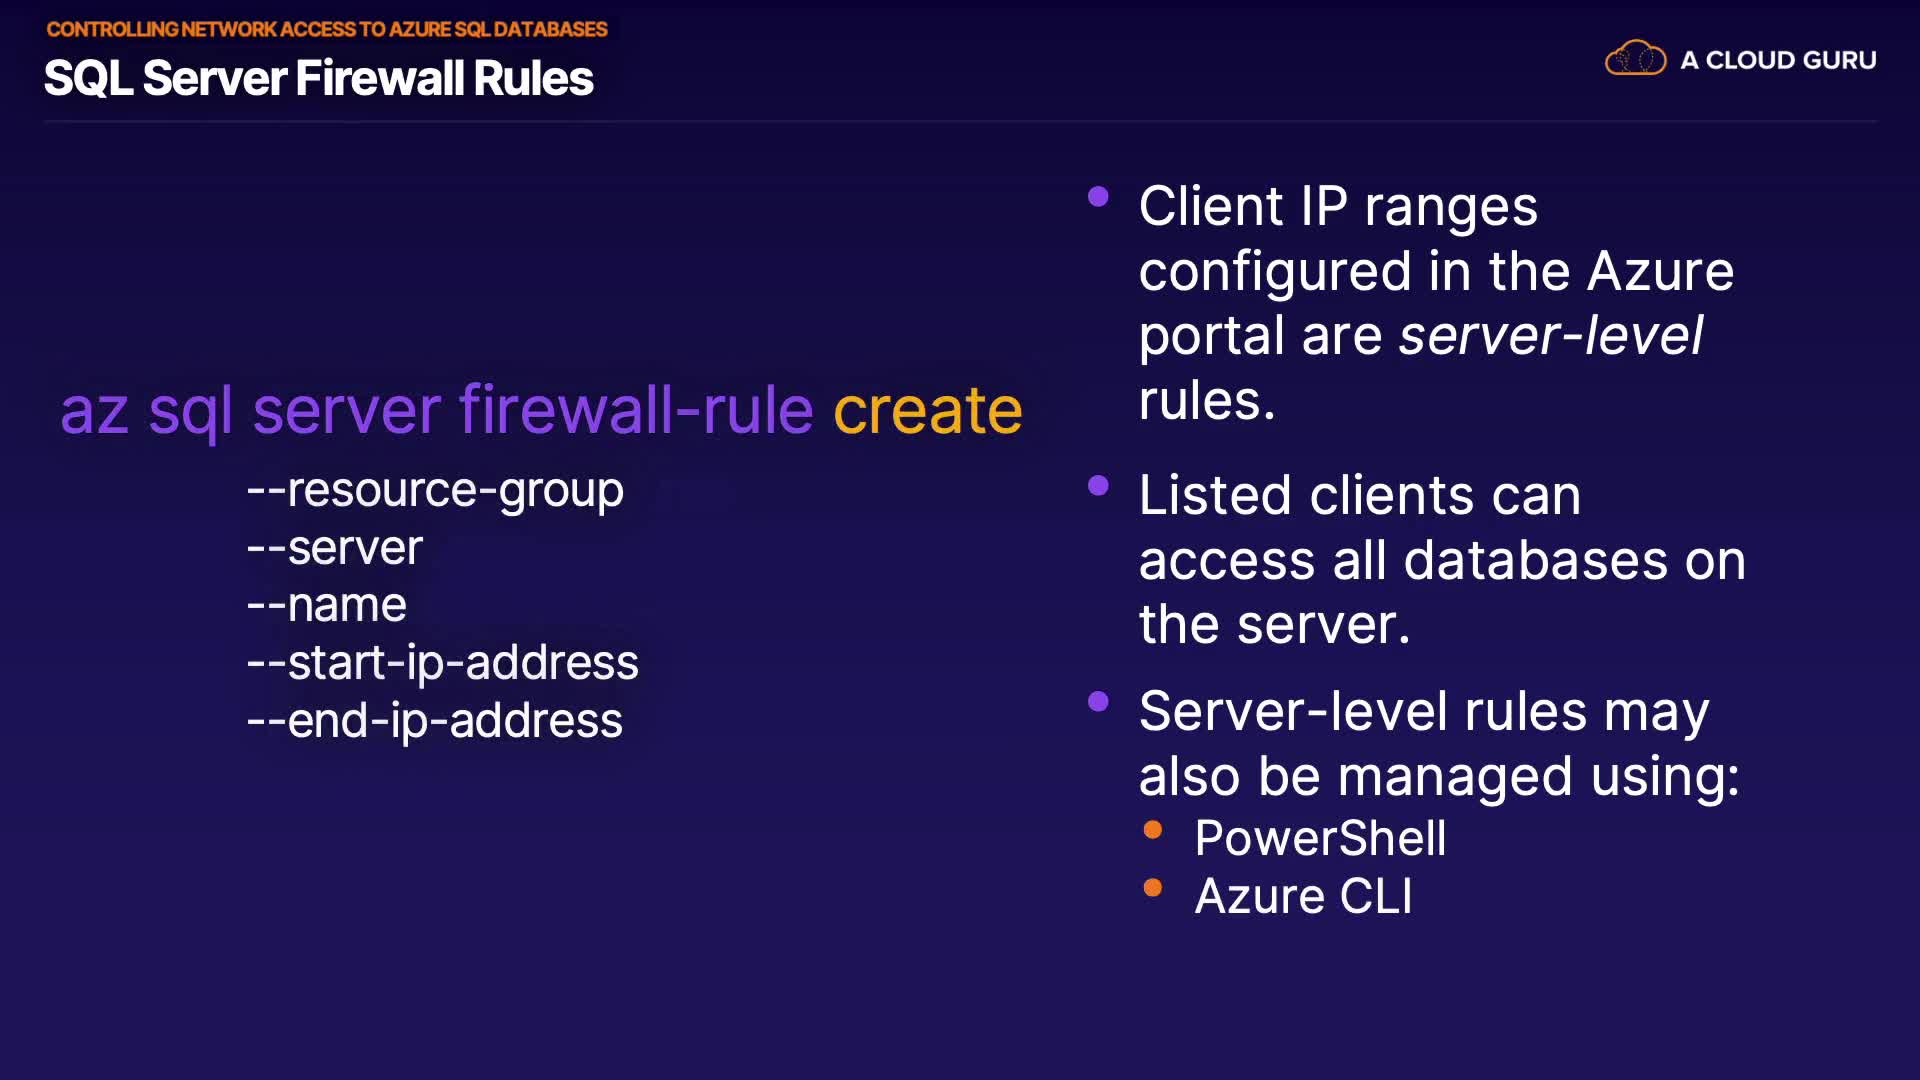 CONTROLLING NETWORK ACCESS TO AZURE SQL DATABASES
SQL Server Firewall Rules
A CLOUD GURU
az sql server firewall-rule create
--resource-group
--server
--name
--start-ip-address
--end-ip-address
• Client IP ranges
configured in the Azure
portal are server-level
rules.
• Listed clients can
access all databases on
the server.
• Server-level rules may
also be managed using:
• PowerShell
• Azure CLI